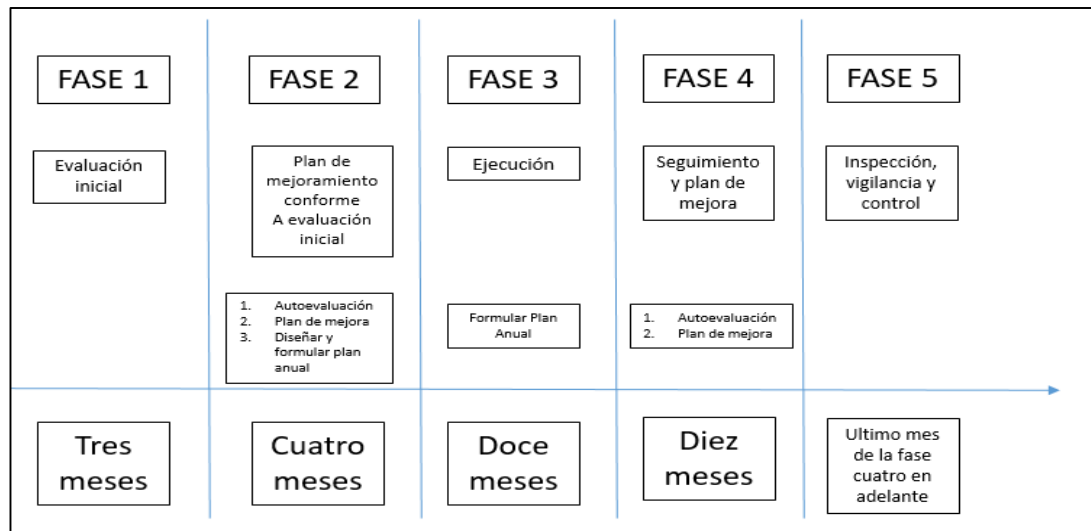 FASE 1
FASE 2
FASE 3
FASE 4
FASE 5
Evaluación
inicial
Plan de
mejoramiento
conforme
A evaluación
inicial
Ejecución
Seguimiento
y plan de
mejora
Inspección,
vigilancia y
control
1. Autoevaluación
2. Plan de mejora
3. Diseñar y
formular plan
anual
Formular Plan
Anual
1. Autoevaluación
2. Plan de mejora
Tres
meses
Cuatro
meses
Doce
meses
Diez
meses
Ultimo mes
de la fase
cuatro en
adelante